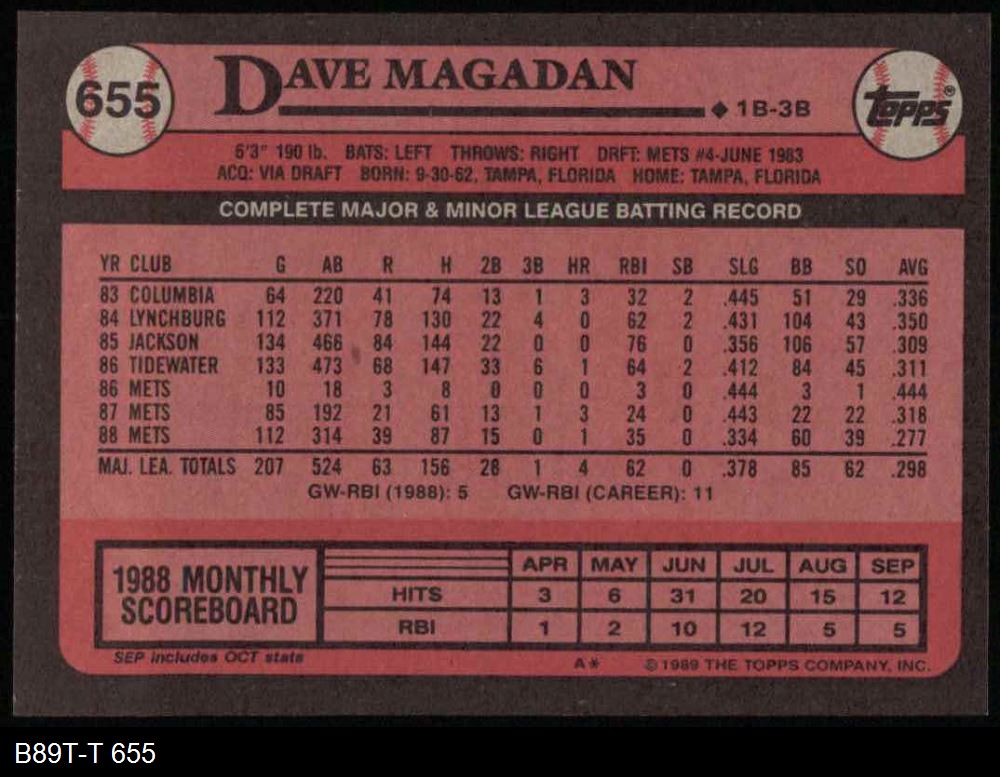 655
DAVE MAGADAN
◆ 1B-3B
TOPPS®
6'3" 190 lb. BATS: LEFT THROWS: RIGHT DRFT: METS #4-JUNE 1983
ACQ: VIA DRAFT BORN: 9-30-62, TAMPA, FLORIDA HOME: TAMPA, FLORIDA
COMPLETE MAJOR & MINOR LEAGUE BATTING RECORD
YR CLUB G AB R H 2B 3B HR RBI SB SLG BB SO AVG
83 COLUMBIA 64 220 41 74 13 1 3 32 2 .445 51 29 .336
84 LYNCHBURG 112 371 78 130 22 4 0 62 2 .431 104 43 .350
85 JACKSON 134 466 84 144 22 0 0 76 0 .356 106 57 .309
86 TIDEWATER 133 473 68 147 33 6 1 64 2 .412 84 45 .311
86 METS 10 18 3 8 0 0 0 3 0 .444 3 1 .444
87 METS 85 192 21 61 13 1 3 24 0 .443 22 22 .318
88 METS 112 314 39 87 15 0 1 35 0 .334 60 39 .277
MAJ. LEA. TOTALS 207 524 63 156 28 1 4 62 0 .378 85 62 .298
GW-RBI (1988): 5 GW-RBI (CAREER): 11
1988 MONTHLY
SCOREBOARD
APR MAY JUN JUL AUG SEP
HITS 3 6 31 20 15 12
RBI 1 2 10 12 5 5
SEP includes OCT stats
A* © 1989 THE TOPPS COMPANY, INC.
B89T-T 655